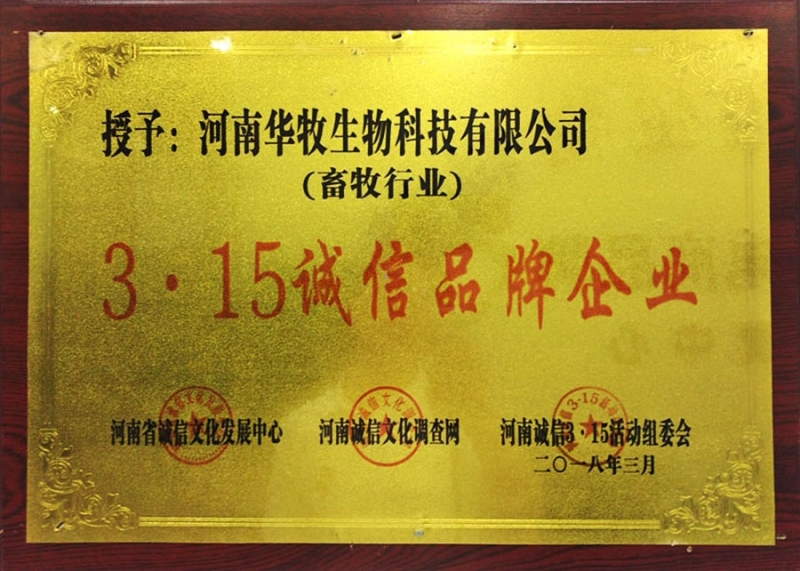 授予：河南华牧生物科技有限公司
（畜牧行业）
3·15诚信品牌企业
河南省诚信文化发展中心 河南诚信文化调查网 河南诚信3·15活动组委会
二〇一八年三月